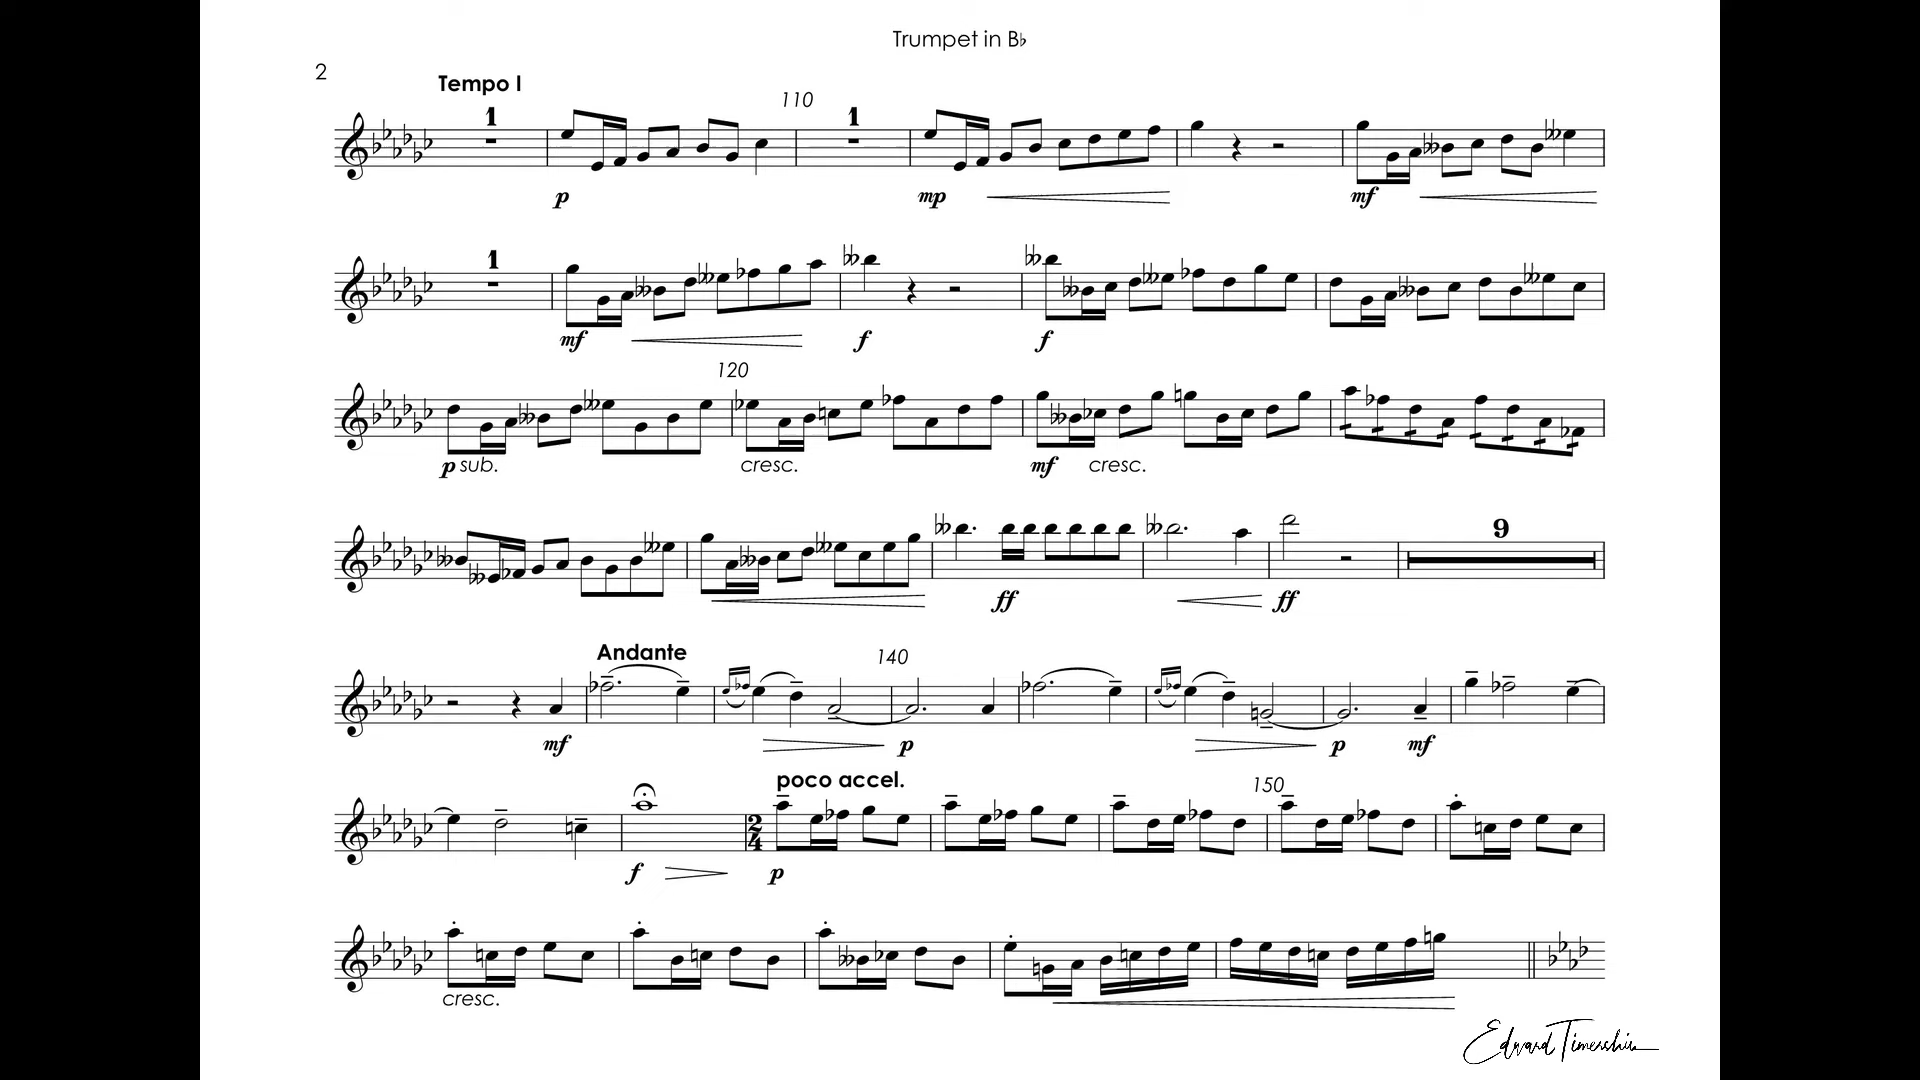 Trumpet in B♭
2
Tempo I
110
1 1
p mp mf
1
mf f f
120
p sub. cresc. mf cresc.
9
ff ff
Andante
140
mf p p mf
poco accel.
150
2
4
f p
cresc.
Edward Timershin